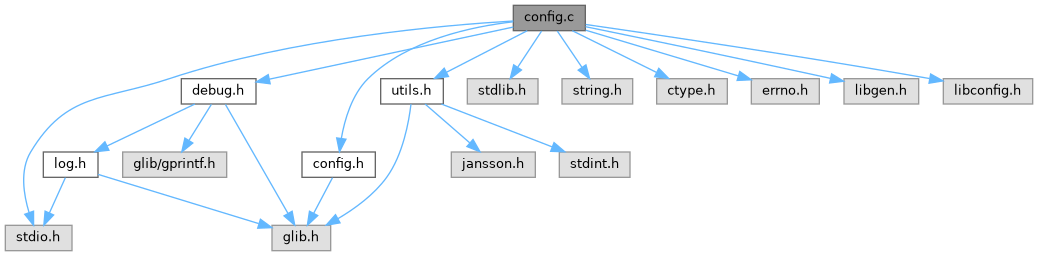 config.c
debug.h
utils.h
stdlib.h
string.h
ctype.h
errno.h
libgen.h
libconfig.h
log.h
glib/gprintf.h
config.h
jansson.h
stdint.h
stdio.h
glib.h